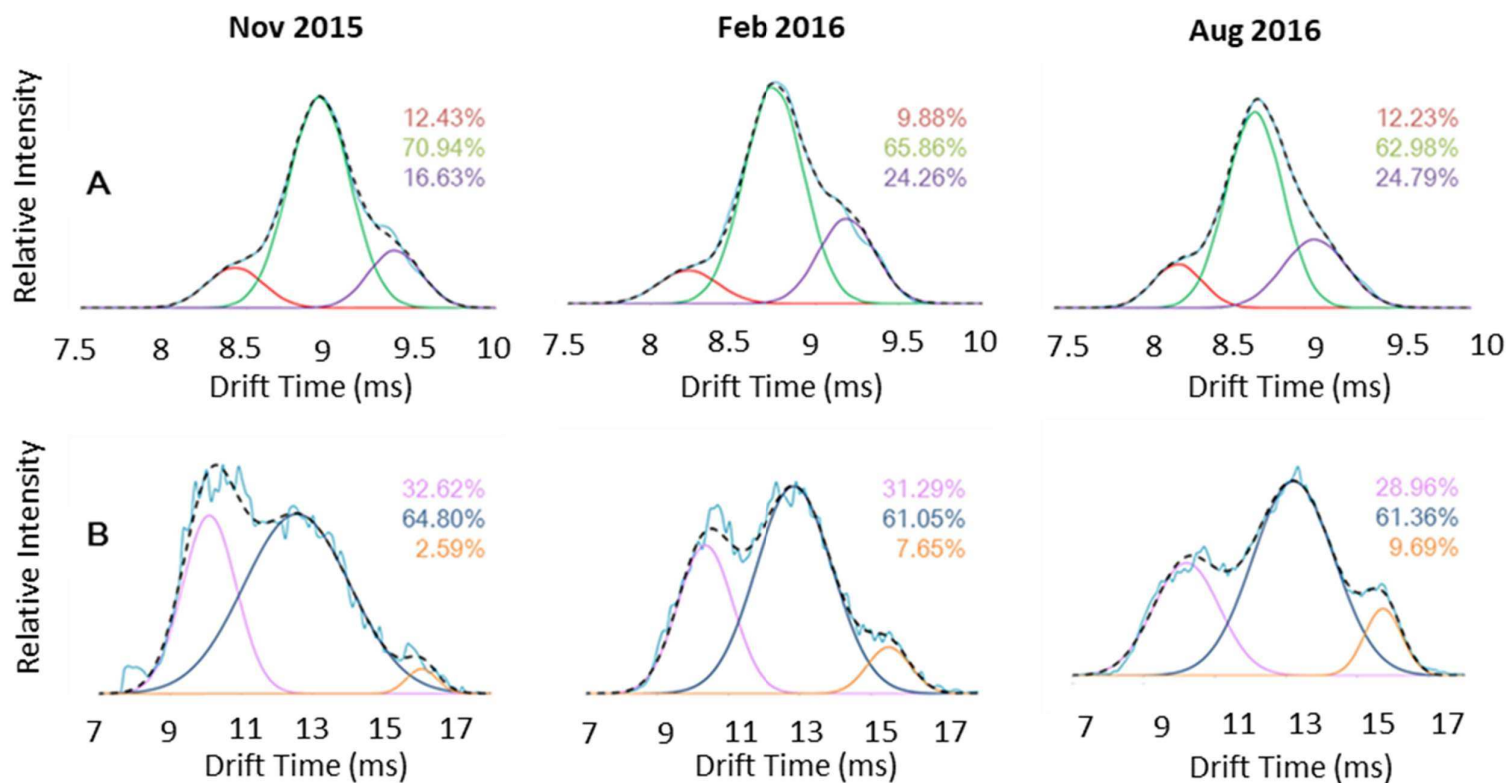 Nov 2015
Feb 2016
Aug 2016
Relative Intensity
A
12.43%
70.94%
16.63%
9.88%
65.86%
24.26%
12.23%
62.98%
24.79%
7.5 8 8.5 9 9.5 10
7.5 8 8.5 9 9.5 10
7.5 8 8.5 9 9.5 10
Drift Time (ms)
Drift Time (ms)
Drift Time (ms)
Relative Intensity
B
32.62%
64.80%
2.59%
31.29%
61.05%
7.65%
28.96%
61.36%
9.69%
7 9 11 13 15 17
7 9 11 13 15 17
7 9 11 13 15 17
Drift Time (ms)
Drift Time (ms)
Drift Time (ms)